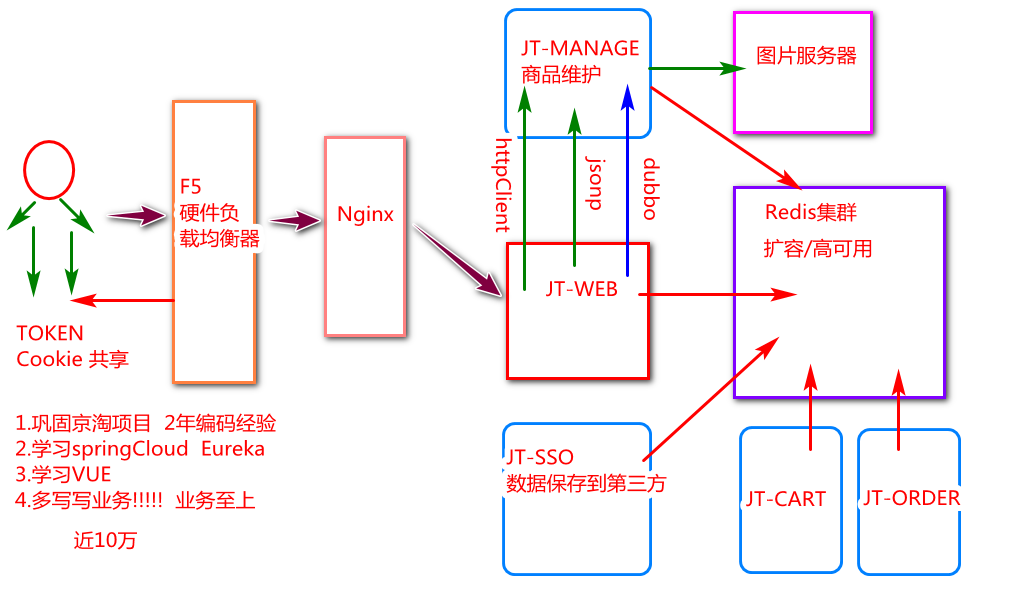 JT-MANAGE
商品维护
图片服务器
httpClient
jsonp
dubbo
F5
硬件负
载均衡器
Nginx
Redis集群
扩容/高可用
JT-WEB
TOKEN
Cookie 共享
1.巩固京淘项目 2年编码经验
2.学习springCloud Eureka
3.学习VUE
4.多写写业务!!!!! 业务至上
近10万
JT-SSO
数据保存到第三方
JT-CART
JT-ORDER